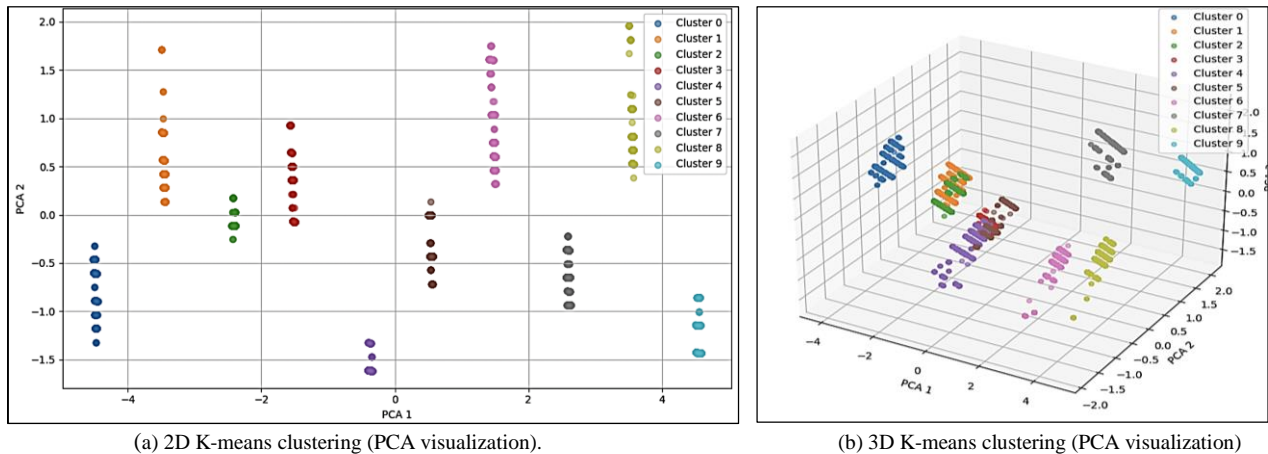 2.0
1.5
1.0
0.5
0.0
−0.5
−1.0
−1.5
PCA 2
−4
−2
0
2
4
PCA 1
Cluster 0
Cluster 1
Cluster 2
Cluster 3
Cluster 4
Cluster 5
Cluster 6
Cluster 7
Cluster 8
Cluster 9
(a) 2D K-means clustering (PCA visualization).
Cluster 0
Cluster 1
Cluster 2
Cluster 3
Cluster 4
Cluster 5
Cluster 6
Cluster 7
Cluster 8
Cluster 9
2.0
1.5
1.0
0.5
0.0
−0.5
−1.0
−1.5
−4
−2
0
2
4
PCA 1
−2.0
−1.5
−1.0
−0.5
0.0
0.5
1.0
1.5
2.0
PCA 2
(b) 3D K-means clustering (PCA visualization)